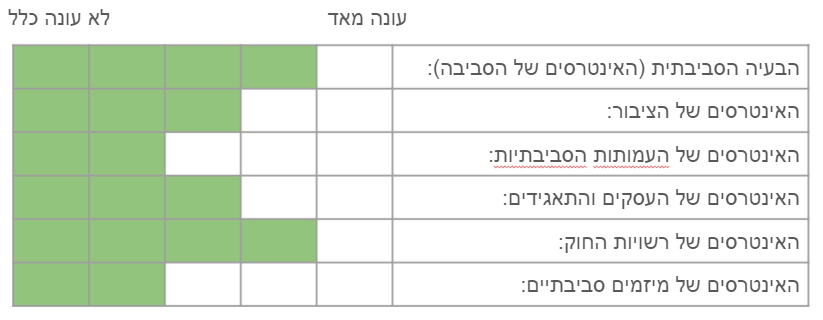 עונה מאד לא עונה כלל
הבעיה הסביבתית (האינטרסים של הסביבה):
האינטרסים של הציבור:
האינטרסים של העמותות הסביבתיות:
האינטרסים של העסקים והתאגידים:
האינטרסים של רשויות החוק:
האינטרסים של מיזמים סביבתיים: